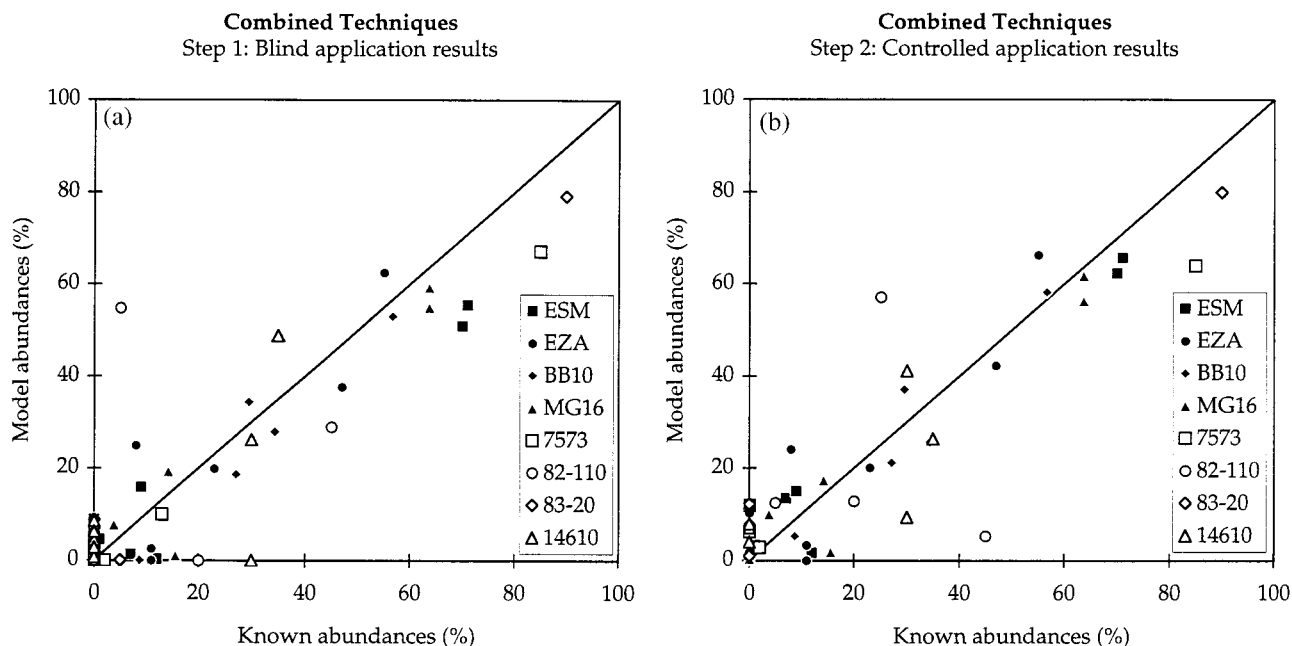 Combined Techniques
Step 1: Blind application results
(a)
100
80
60
40
20
0
Model abundances (%)
0 20 40 60 80 100
Known abundances (%)
ESM
EZA
BB10
MG16
7573
82-110
83-20
14610
Combined Techniques
Step 2: Controlled application results
(b)
100
80
60
40
20
0
Model abundances (%)
0 20 40 60 80 100
Known abundances (%)
ESM
EZA
BB10
MG16
7573
82-110
83-20
14610